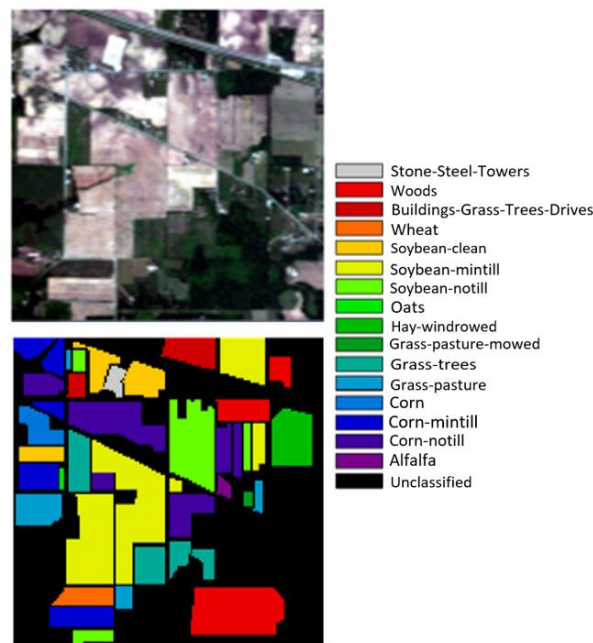 Stone-Steel-Towers
Woods
Buildings-Grass-Trees-Drives
Wheat
Soybean-clean
Soybean-mintill
Soybean-notill
Oats
Hay-windrowed
Grass-pasture-mowed
Grass-trees
Grass-pasture
Corn
Corn-mintill
Corn-notill
Alfalfa
Unclassified